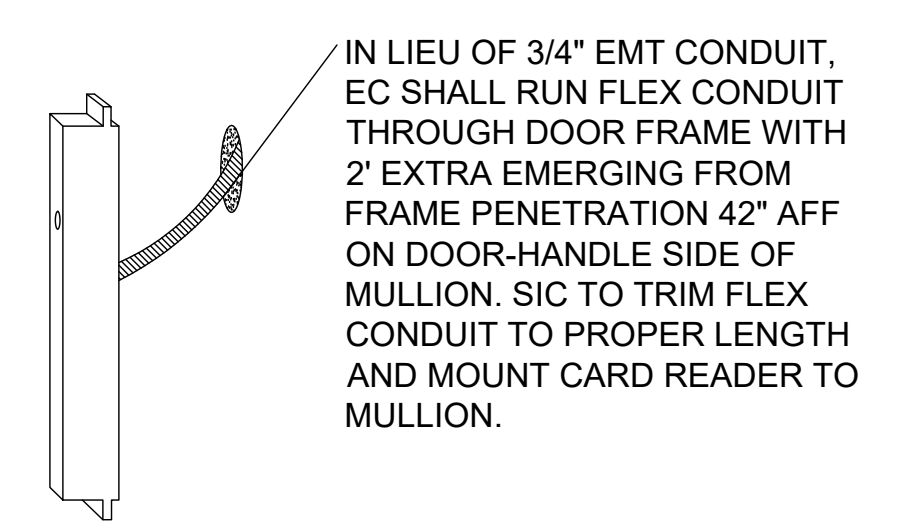 IN LIEU OF 3/4" EMT CONDUIT,
EC SHALL RUN FLEX CONDUIT
THROUGH DOOR FRAME WITH
2' EXTRA EMERGING FROM
FRAME PENETRATION 42" AFF
ON DOOR-HANDLE SIDE OF
MULLION. SIC TO TRIM FLEX
CONDUIT TO PROPER LENGTH
AND MOUNT CARD READER TO
MULLION.